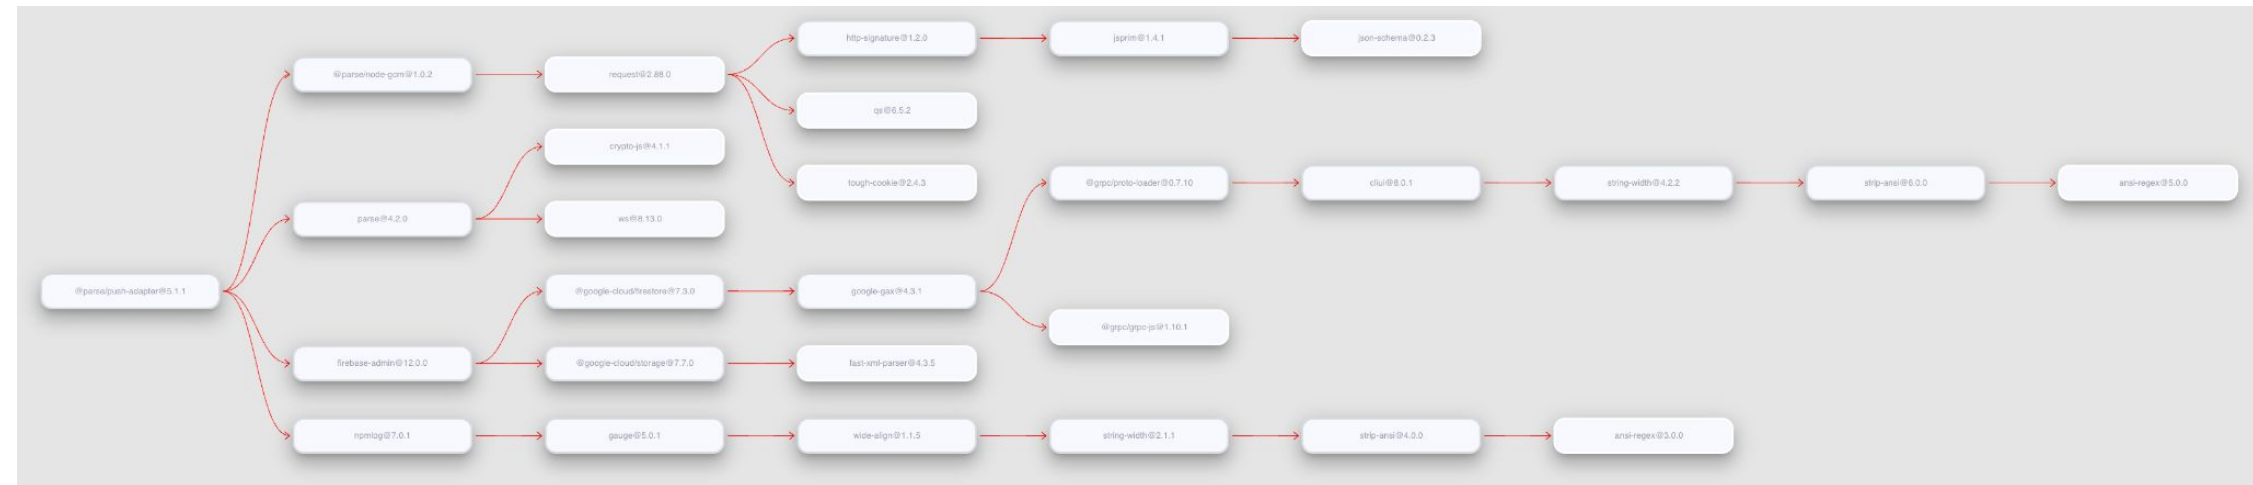 http-signature@1.2.0
jsprim@1.4.1
json-schema@0.2.3
@parse/node-gcm@1.0.2
request@2.88.0
qs@6.5.2
crypto-js@4.1.1
tough-cookie@2.4.3
@grpc/proto-loader@0.7.10
cliui@8.0.1
string-width@4.2.2
strip-ansi@6.0.0
ansi-regex@5.0.0
parse@4.2.0
ws@8.13.0
@parse/push-adapter@5.1.1
@google-cloud/firestore@7.3.0
google-gax@4.3.1
@grpc/grpc-js@1.10.1
firebase-admin@12.0.0
@google-cloud/storage@7.7.0
fast-xml-parser@4.3.5
npmlog@7.0.1
gauge@5.0.1
wide-align@1.1.5
string-width@2.1.1
strip-ansi@4.0.0
ansi-regex@3.0.0